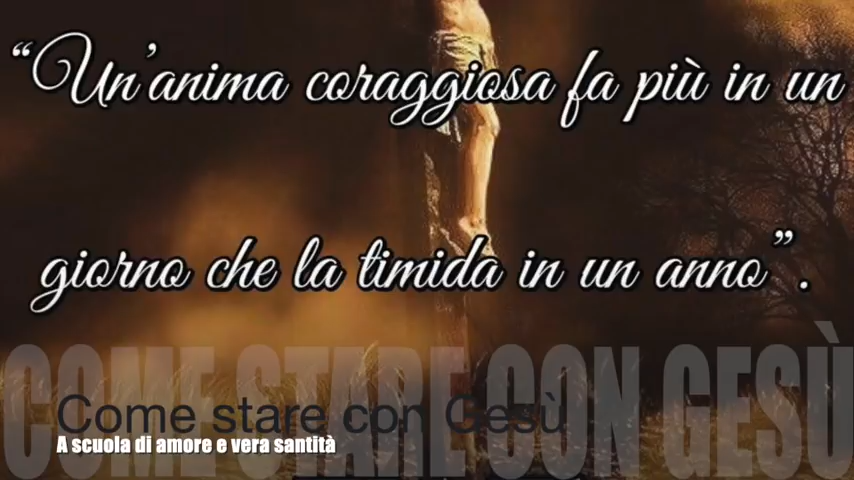 “Un’anima coraggiosa fa più in un
giorno che la timida in un anno”.
COME STARE CON GESÙ
Come stare con Gesù
A scuola di amore e vera santità